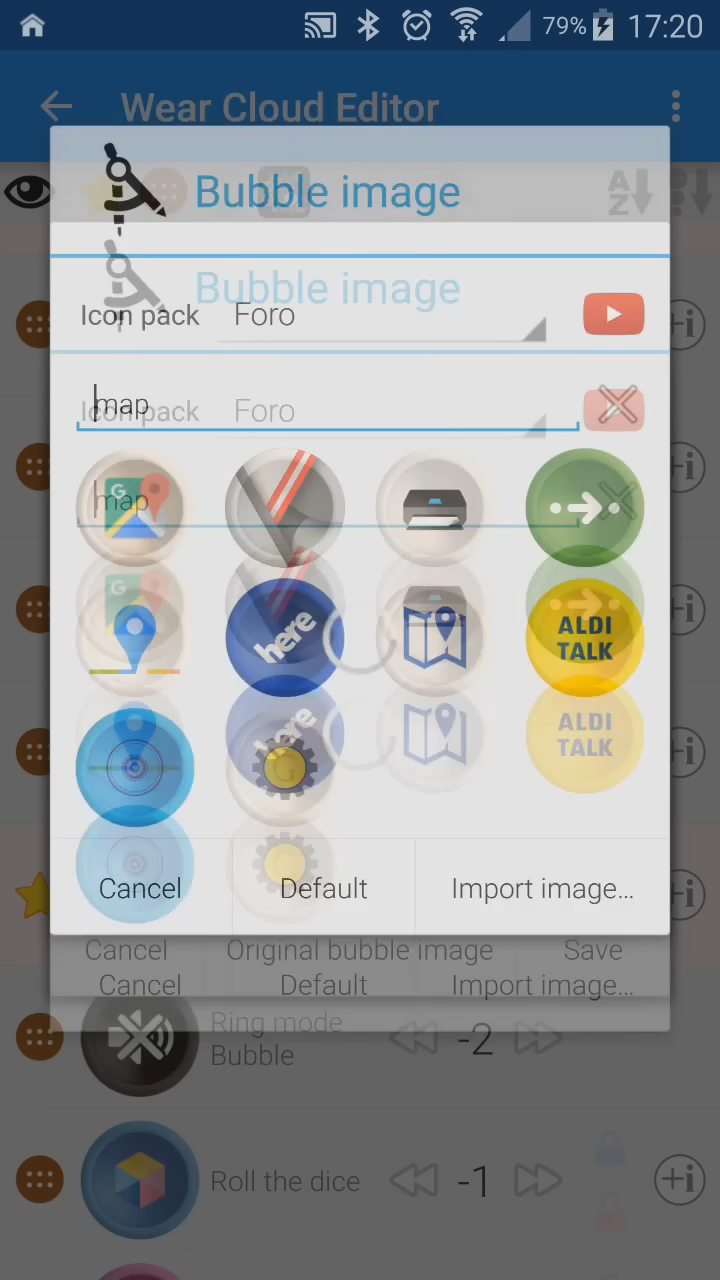 79% 17:20
Wear Cloud Editor
Bubble image
A
Z
Bubble image
Icon pack Foro
+i
map
Icon pack Foro
G
map
+i
G
here
ALDI
TALK
+i
here
ALDI
TALK
G
+i
Cancel Default Import image...
+i
Cancel Original bubble image Save
Cancel Default Import image...
Ring mode
Bubble
-2
Roll the dice -1 +i